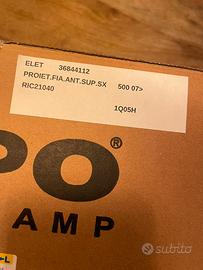 ELET 36844112
PROIET.FIA.ANT.SUP.SX 500 07>
RIC21040
1Q05H
PO®
AMP
L
subito